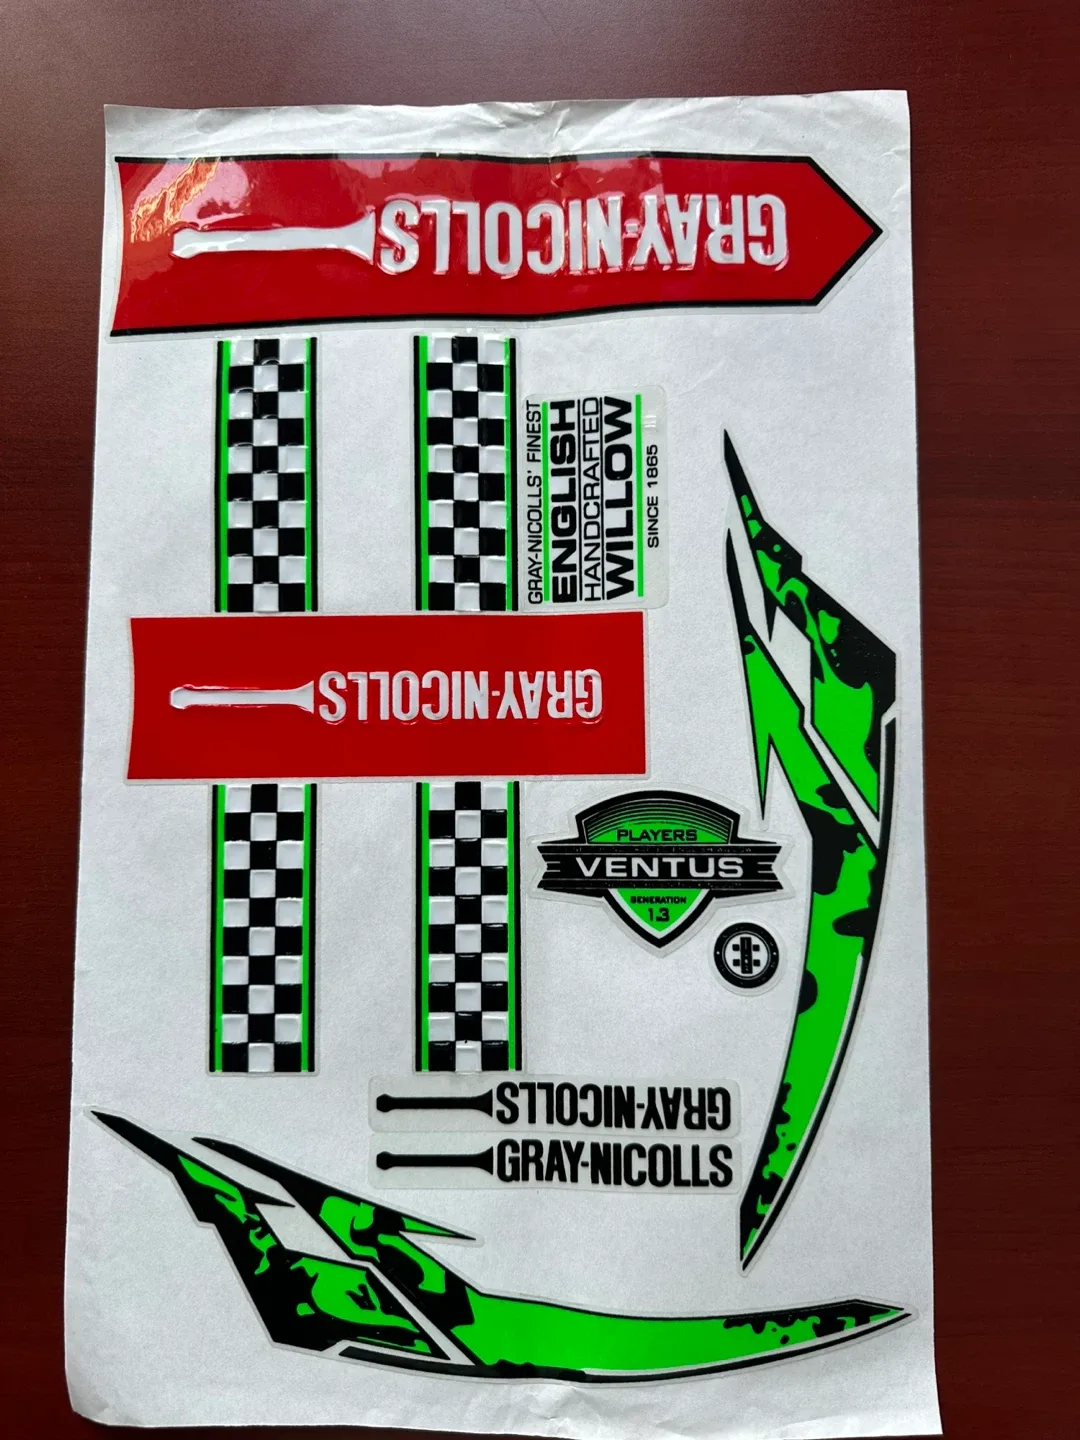 GRAY-NICOLLS
GRAY-NICOLLS' FINEST
ENGLISH
HANDCRAFTED
WILLOW
SINCE 1865
GRAY-NICOLLS
PLAYERS
VENTUS
GENERATION
1.3
GRAY-NICOLLS
GRAY-NICOLLS